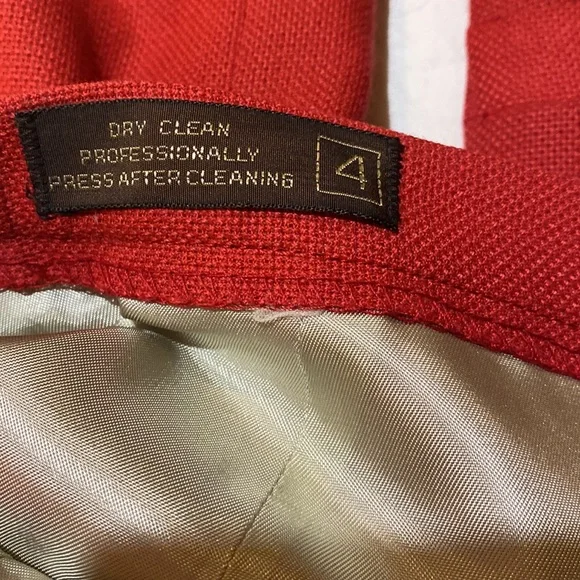 DRY CLEAN
PROFESSIONALLY
PRESS AFTER CLEANING
4